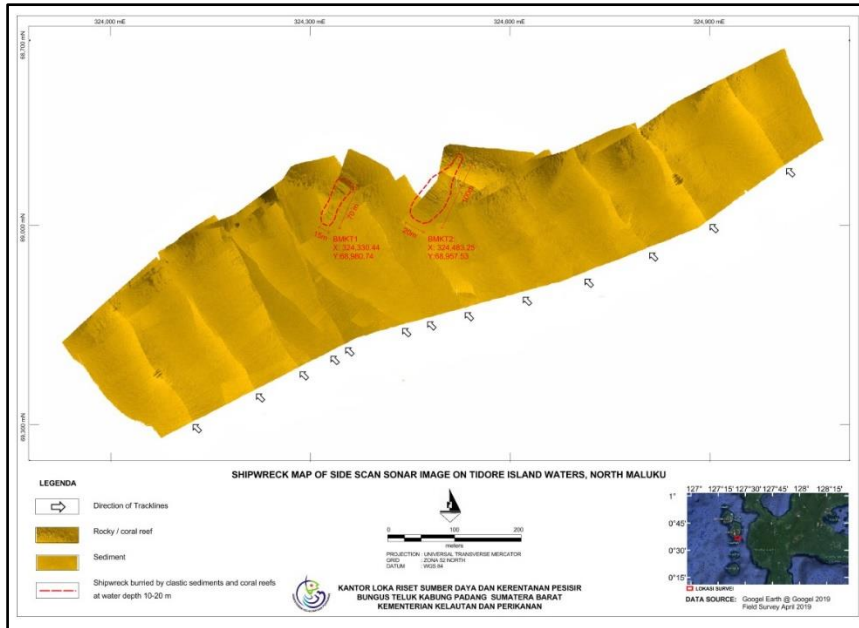 324,000 mE
324,300 mE
324,600 mE
324,900 mE
69,000 mN
69,300 mN
15m
70 m
20m
BMKT1
X: 324,330.44
Y:68,960.74
BMKT2:
X: 324,483.25
Y:68,957.53
SHIPWRECK MAP OF SIDE SCAN SONAR IMAGE ON TIDORE ISLAND WATERS, NORTH MALUKU
LEGENDA
Direction of Tracklines
Rocky / coral reef
Sediment
Shipwreck burried by clastic sediments and coral reefs
at water depth 10-20 m
0 100 200
meters
PROJECTION : UNIVERSAL TRANSVERSE MERCATOR
GRID : ZONA 52 NORTH
DATUM : WGS 84
KANTOR LOKA RISET SUMBER DAYA DAN KERENTANAN PESISIR
BUNGUS TELUK KABUNG PADANG SUMATERA BARAT
KEMENTERIAN KELAUTAN DAN PERIKANAN
127° 127°15' 127°30' 127°45' 128° 128°15'
1°
0°45'
0°30'
0°15'
LOKASI SURVEI
DATA SOURCE: Googel Earth @ Googel 2019
Field Survey April 2019